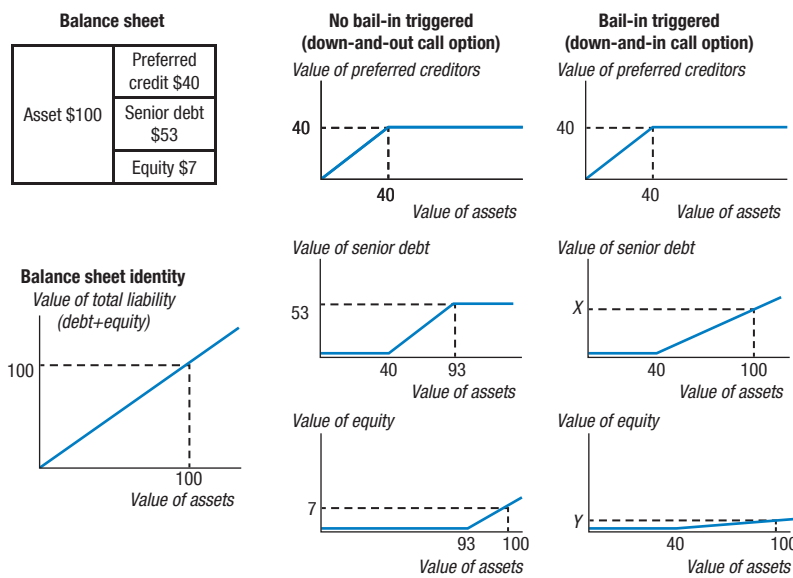 Balance sheet
Asset $100
Preferred
credit $40
Senior debt
$53
Equity $7
Balance sheet identity
Value of total liability
(debt+equity)
100
100
Value of assets
No bail-in triggered
(down-and-out call option)
Value of preferred creditors
40
40
Value of assets
Value of senior debt
53
40 93
Value of assets
Value of equity
7
93 100
Value of assets
Bail-in triggered
(down-and-in call option)
Value of preferred creditors
40
40
Value of assets
Value of senior debt
X
40 100
Value of assets
Value of equity
Y
40 100
Value of assets